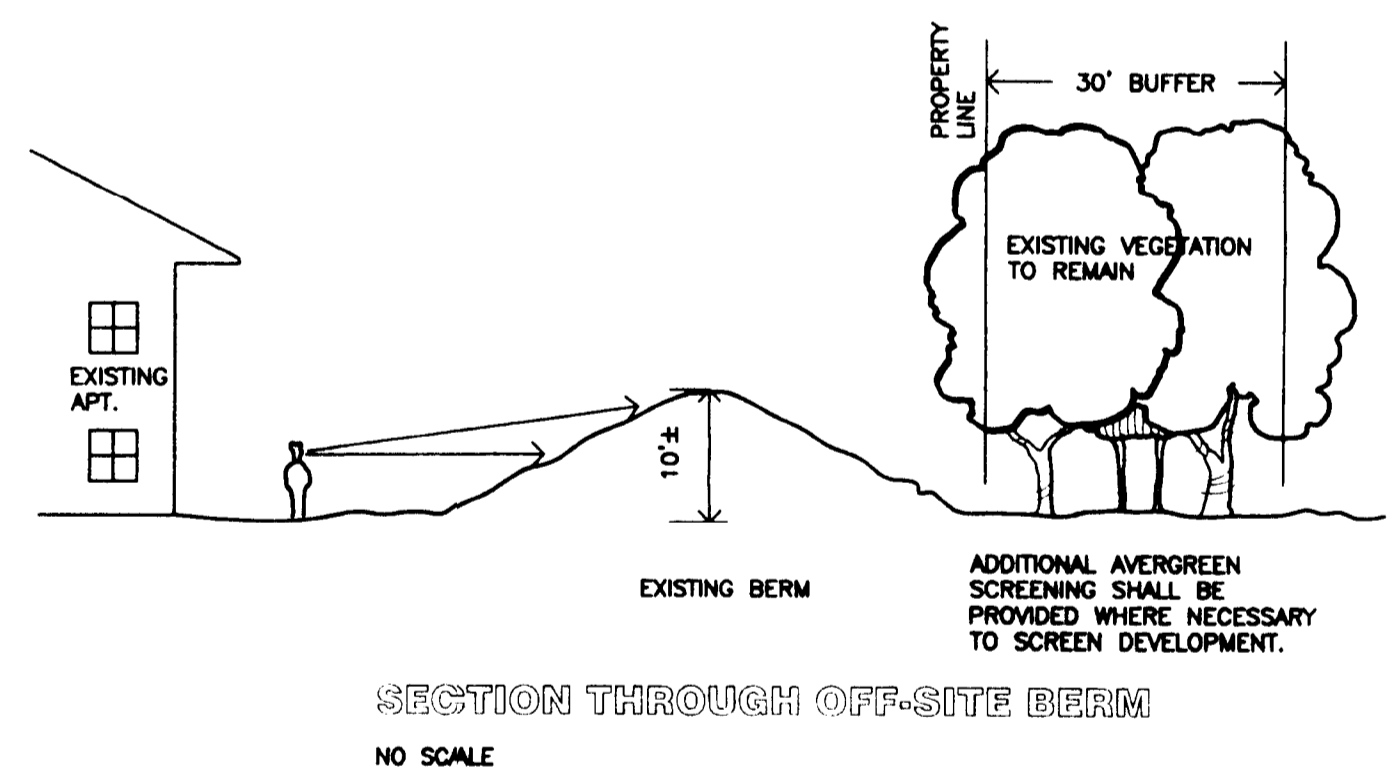 PROPERTY
LINE
30' BUFFER
EXISTING VEGETATION
TO REMAIN
EXISTING
APT.
10'±
EXISTING BERM
ADDITIONAL AVERGREEN
SCREENING SHALL BE
PROVIDED WHERE NECESSARY
TO SCREEN DEVELOPMENT.
SECTION THROUGH OFF-SITE BERM
NO SCALE